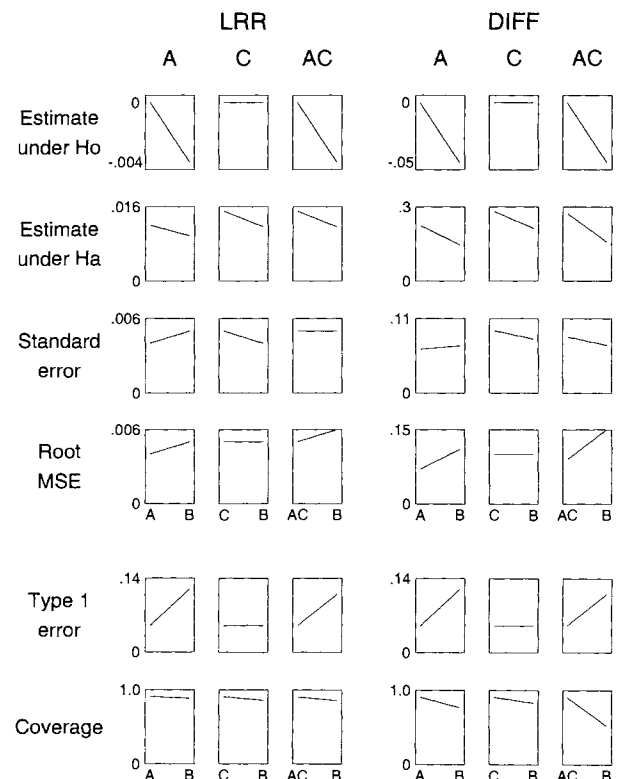 LRR DIFF
A C AC A C AC
Estimate
under Ho
0
-.004
0
-.05
Estimate
under Ha
.016
0
.3
0
Standard
error
.006
0
.11
0
Root
MSE
.006
0
.15
0
A B C B AC B A B C B AC B
Type 1
error
.14
0
.14
0
Coverage
1.0
0
1.0
0
A B C B AC B A B C B AC B